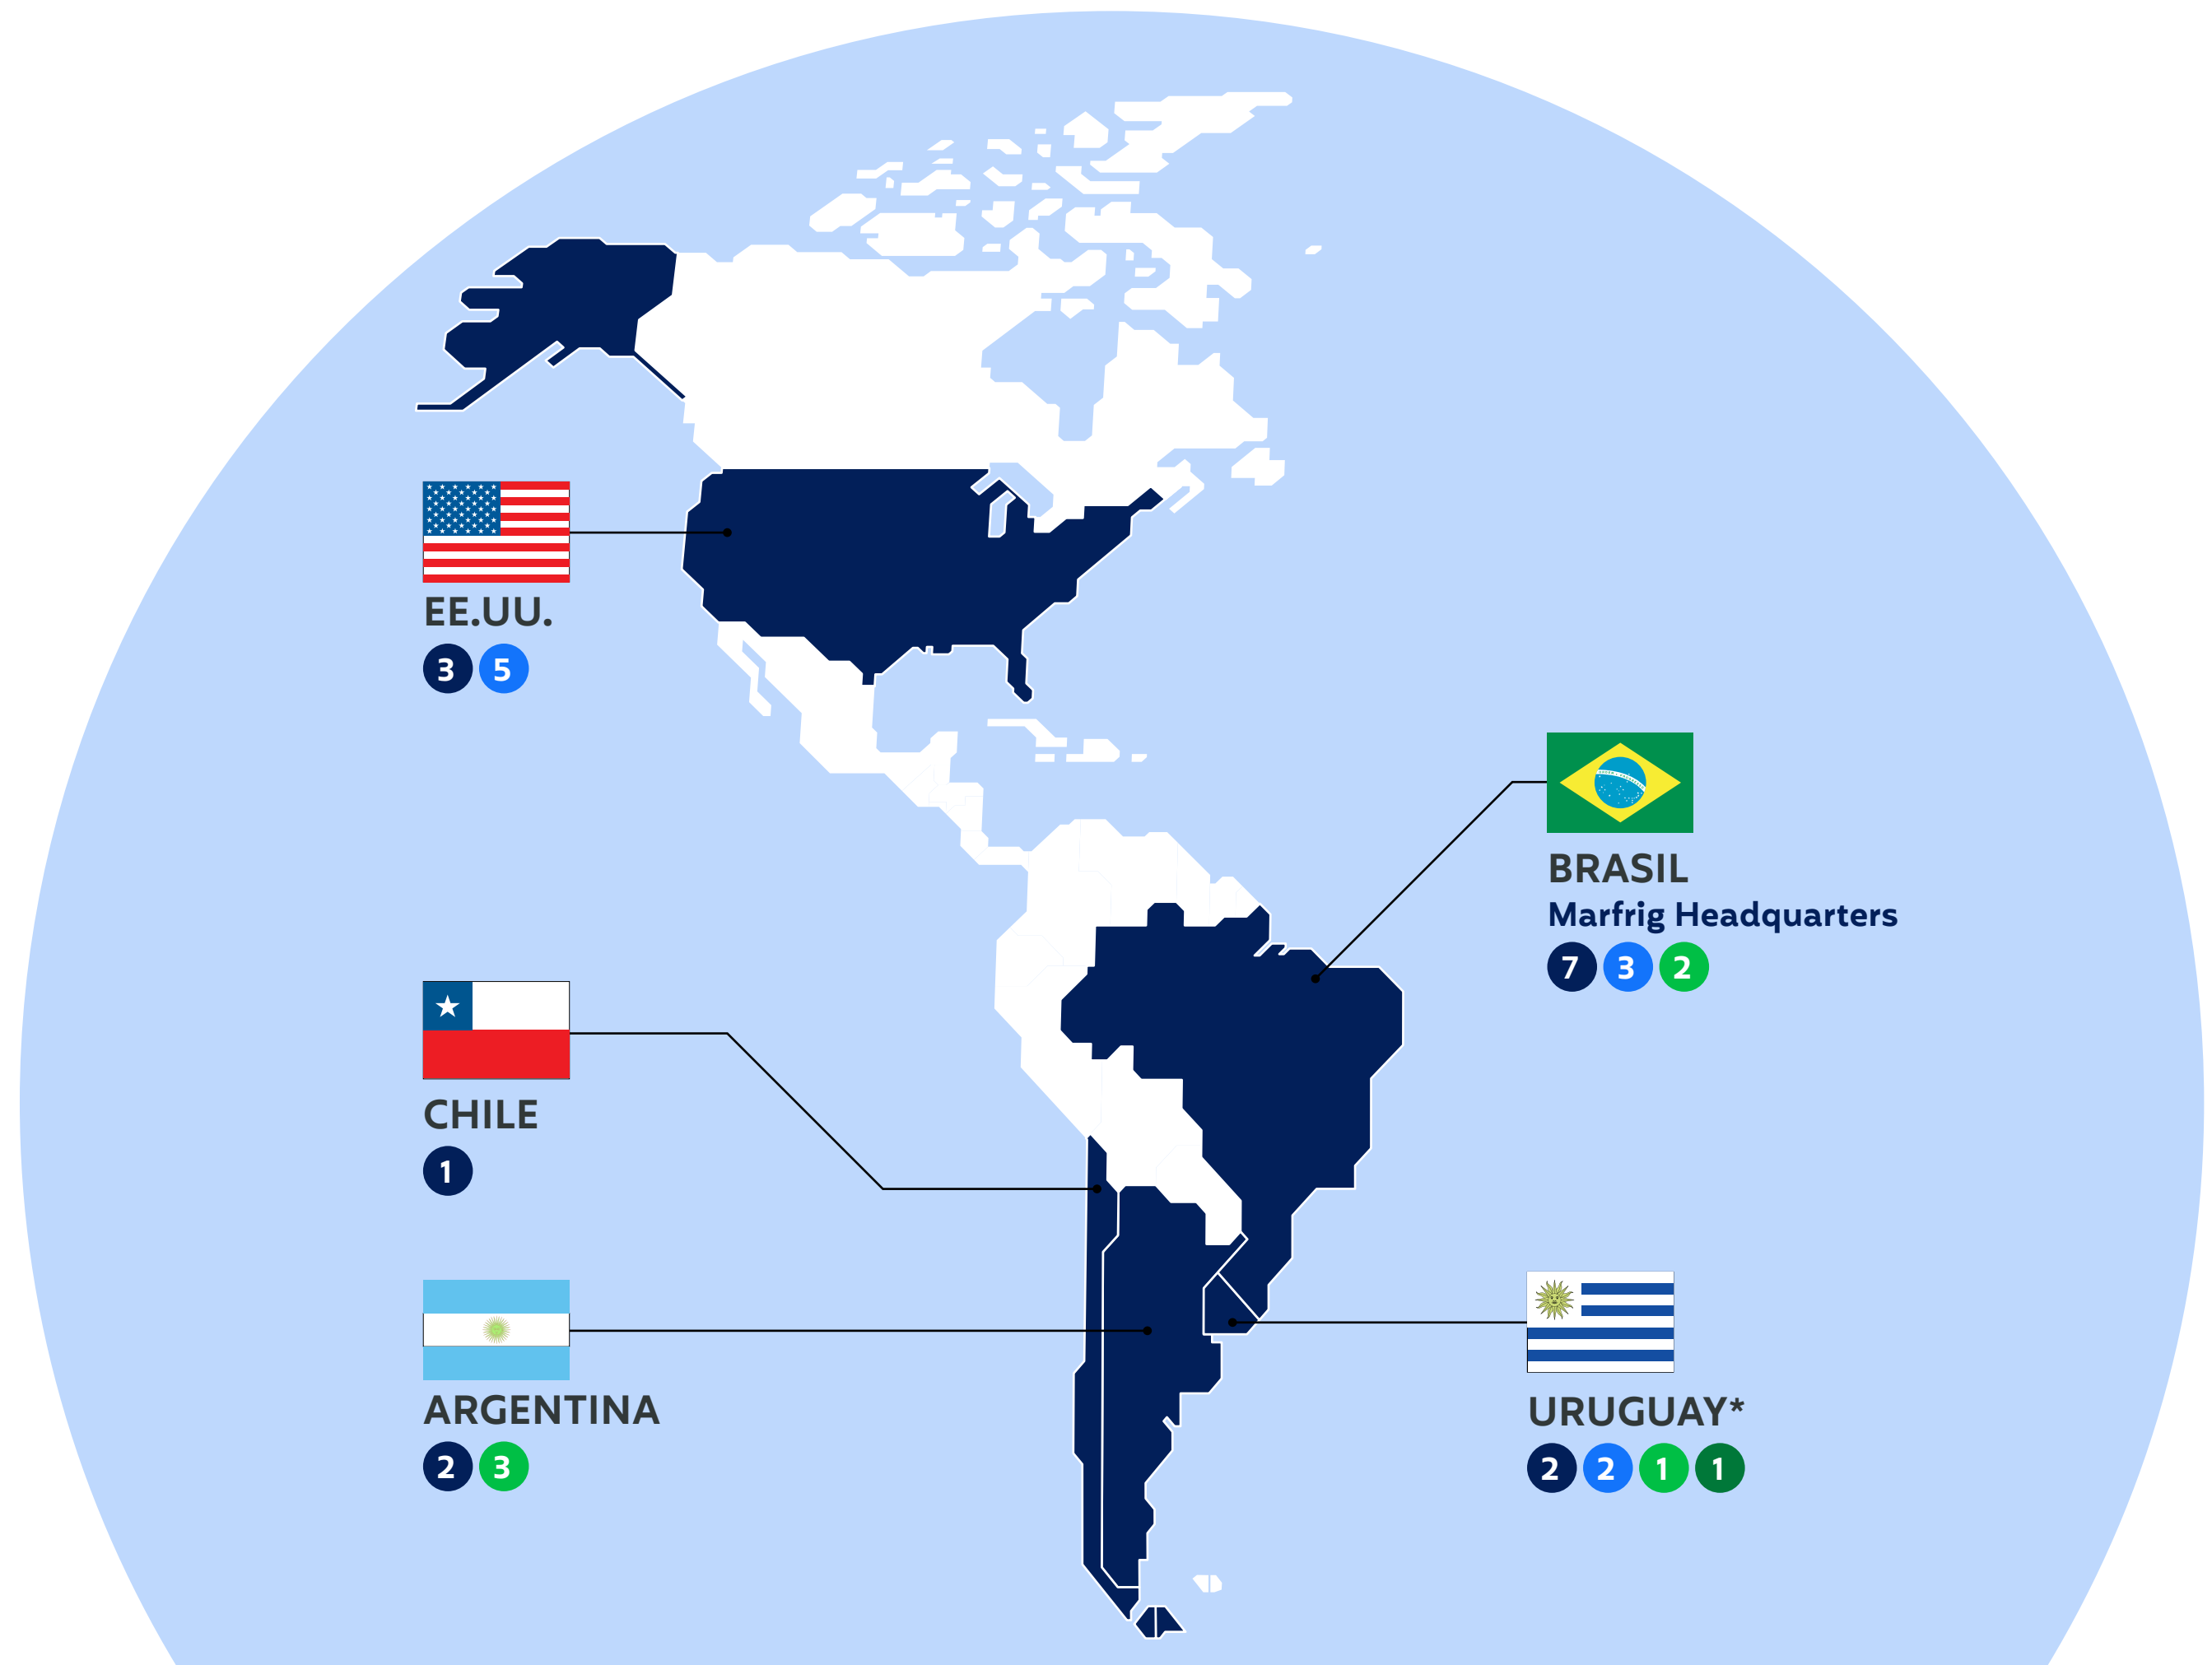 EE.UU.
3 5
BRASIL
Marfrig Headquarters
7 3 2
CHILE
1
ARGENTINA
2 3
URUGUAY*
2 2 1 1